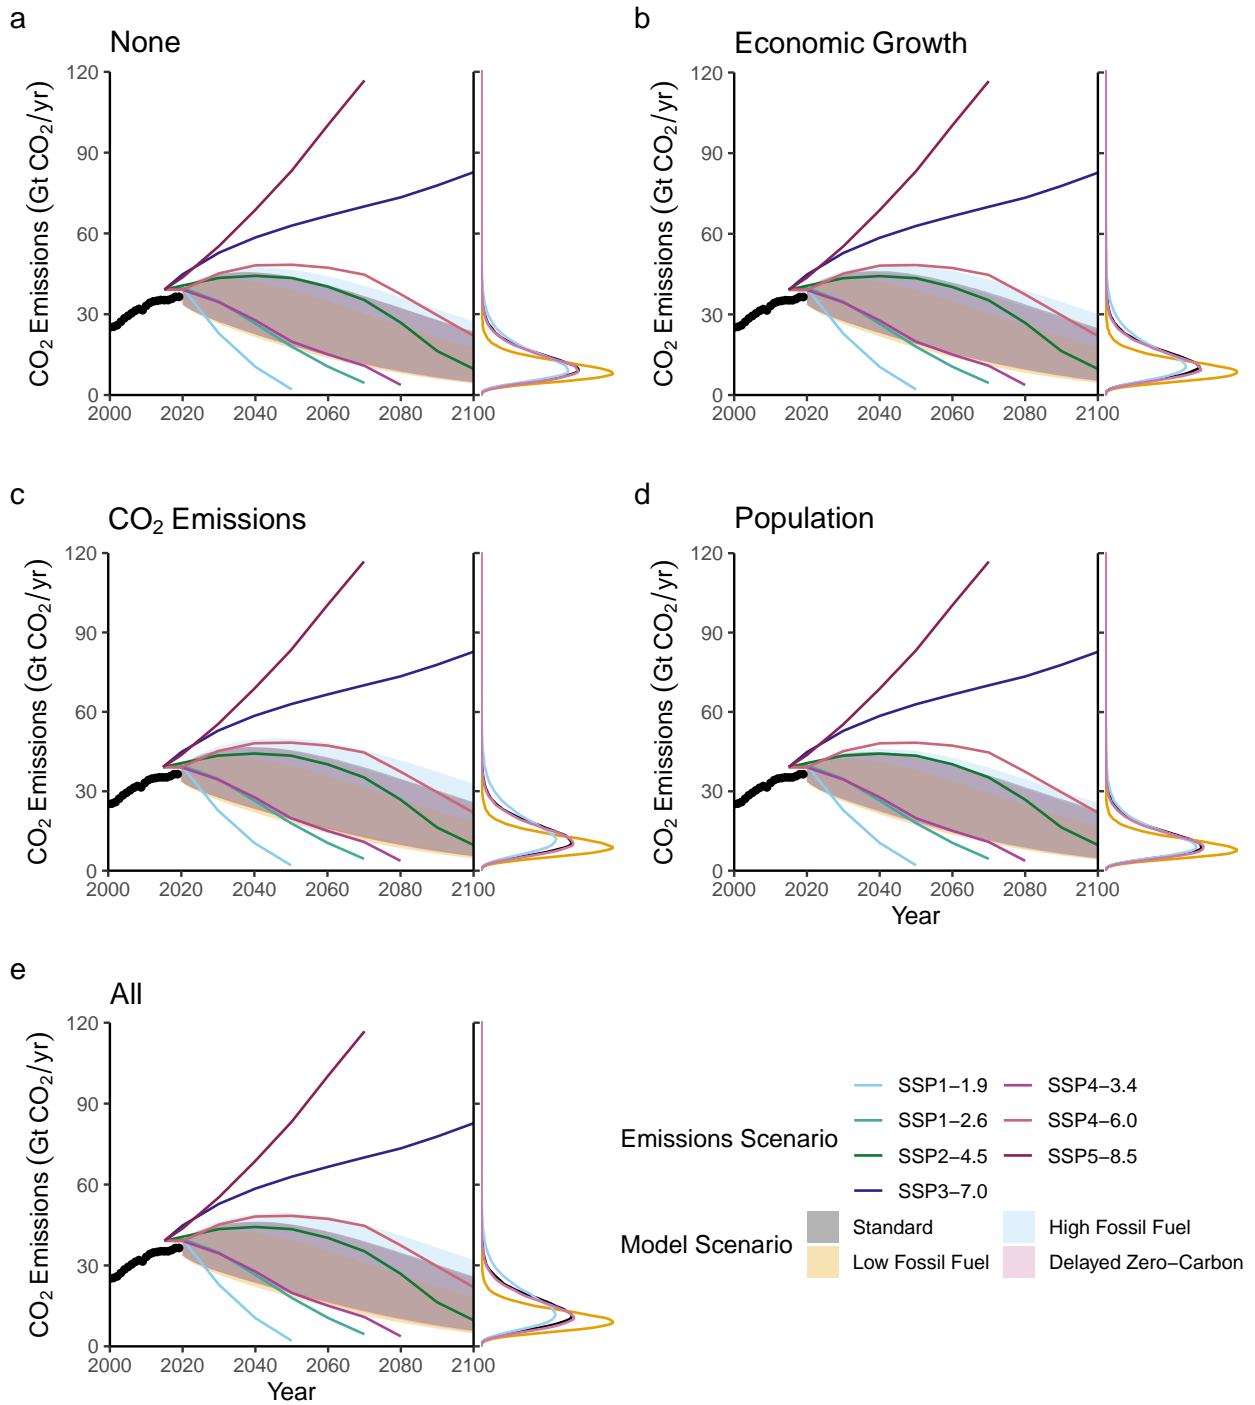 a
None
CO₂ Emissions (Gt CO₂/yr)
120
90
60
30
0
2000 2020 2040 2060 2080 2100
b
Economic Growth
CO₂ Emissions (Gt CO₂/yr)
120
90
60
30
0
2000 2020 2040 2060 2080 2100
c
CO₂ Emissions
CO₂ Emissions (Gt CO₂/yr)
120
90
60
30
0
2000 2020 2040 2060 2080 2100
d
Population
CO₂ Emissions (Gt CO₂/yr)
120
90
60
30
0
2000 2020 2040 2060 2080 2100
Year
e
All
CO₂ Emissions (Gt CO₂/yr)
120
90
60
30
0
2000 2020 2040 2060 2080 2100
Year
Emissions Scenario
SSP1−1.9
SSP1−2.6
SSP2−4.5
SSP3−7.0
SSP4−3.4
SSP4−6.0
SSP5−8.5
Model Scenario
Standard
Low Fossil Fuel
High Fossil Fuel
Delayed Zero−Carbon